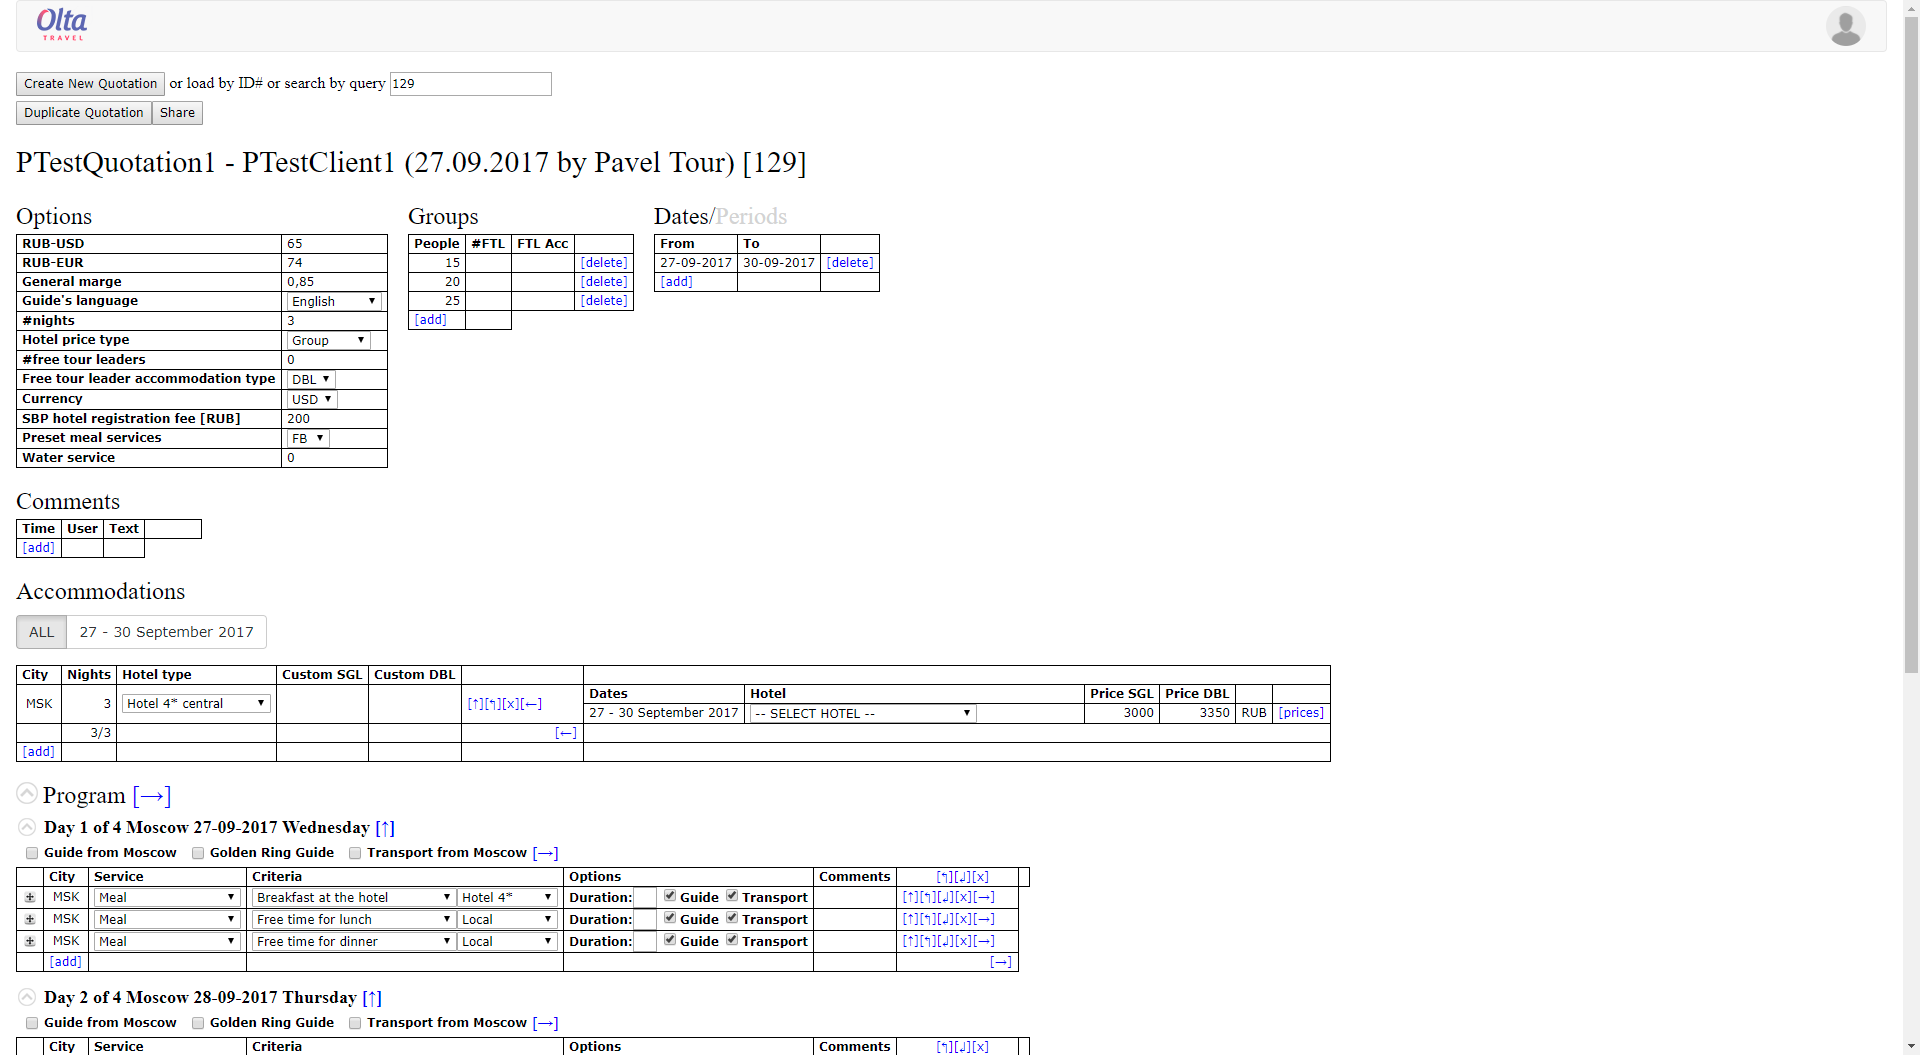 Olta
TRAVEL
Create New Quotation or load by ID# or search by query 129
Duplicate Quotation Share
PTestQuotation1 - PTestClient1 (27.09.2017 by Pavel Tour) [129]
Options
RUB-USD 65
RUB-EUR 74
General marge 0,85
Guide's language English
#nights 3
Hotel price type Group
#free tour leaders 0
Free tour leader accommodation type DBL
Currency USD
SBP hotel registration fee [RUB] 200
Preset meal services FB
Water service 0
Groups
People #FTL FTL Acc
15 [delete]
20 [delete]
25 [delete]
[add]
Dates/Periods
From To
27-09-2017 30-09-2017 [delete]
[add]
Comments
Time User Text
[add]
Accommodations
ALL 27 - 30 September 2017
City Nights Hotel type Custom SGL Custom DBL
Dates Hotel Price SGL Price DBL
MSK 3 Hotel 4* central [↑][↰][x][←] 27 - 30 September 2017 -- SELECT HOTEL -- 3000 3350 RUB [prices]
3/3 [←]
[add]
Program [→]
Day 1 of 4 Moscow 27-09-2017 Wednesday [↑]
Guide from Moscow Golden Ring Guide Transport from Moscow [→]
City Service Criteria Options Comments [↰][↲][x]
MSK Meal Breakfast at the hotel Hotel 4* Duration: Guide Transport [↑][↰][↲][x][→]
MSK Meal Free time for lunch Local Duration: Guide Transport [↑][↰][↲][x][→]
MSK Meal Free time for dinner Local Duration: Guide Transport [↑][↰][↲][x][→]
[add] [→]
Day 2 of 4 Moscow 28-09-2017 Thursday [↑]
Guide from Moscow Golden Ring Guide Transport from Moscow [→]
City Service Criteria Options Comments [↰][↲][x]